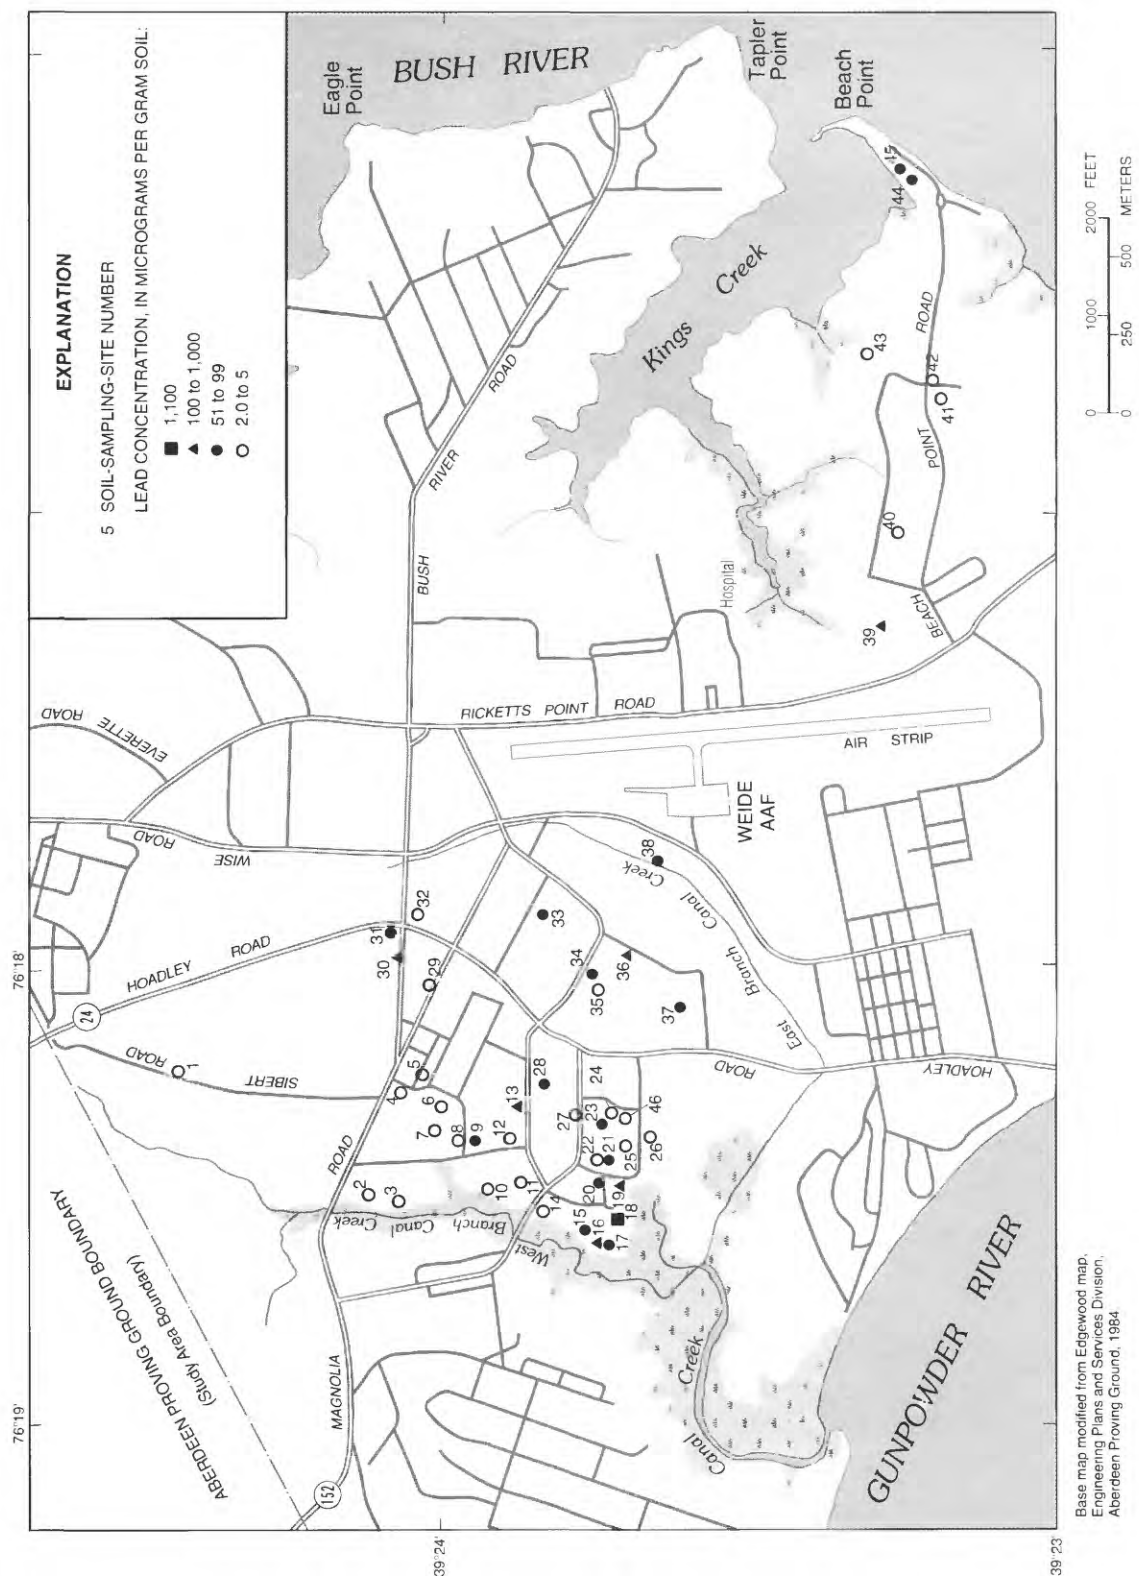 EXPLANATION
5 SOIL-SAMPLING-SITE NUMBER
LEAD CONCENTRATION, IN MICROGRAMS PER GRAM SOIL:
1,100
100 to 1,000
51 to 99
2.0 to 5
76°19'
76°18'
39°24'
39°23'
ABERDEEN PROVING GROUND BOUNDARY
(Study Area Boundary)
152
24
MAGNOLIA
ROAD
SIBERT
ROAD
HOADLEY
ROAD
WISE
ROAD
EVERETTE
ROAD
BUSH
RIVER
ROAD
RICKETTS POINT ROAD
BUSH RIVER
Eagle
Point
Tapler
Point
Beach
Point
Kings
Creek
Hospital
BEACH
POINT
ROAD
AIR STRIP
WEIDE
AAF
East
Branch
Canal
Creek
West
Branch
Canal
Creek
Canal
Creek
HOADLEY
ROAD
GUNPOWDER RIVER
1
2
3
4
5
6
7
8
9
10
11
12
13
14
15
16
17
18
19
20
21
22
23
24
25
26
27
28
29
30
31
32
33
34
35
36
37
38
39
40
41
42
43
44
45
46
0 1000 2000 FEET
0 250 500 METERS
Base map modified from Edgewood map,
Engineering Plans and Services Division,
Aberdeen Proving Ground, 1984